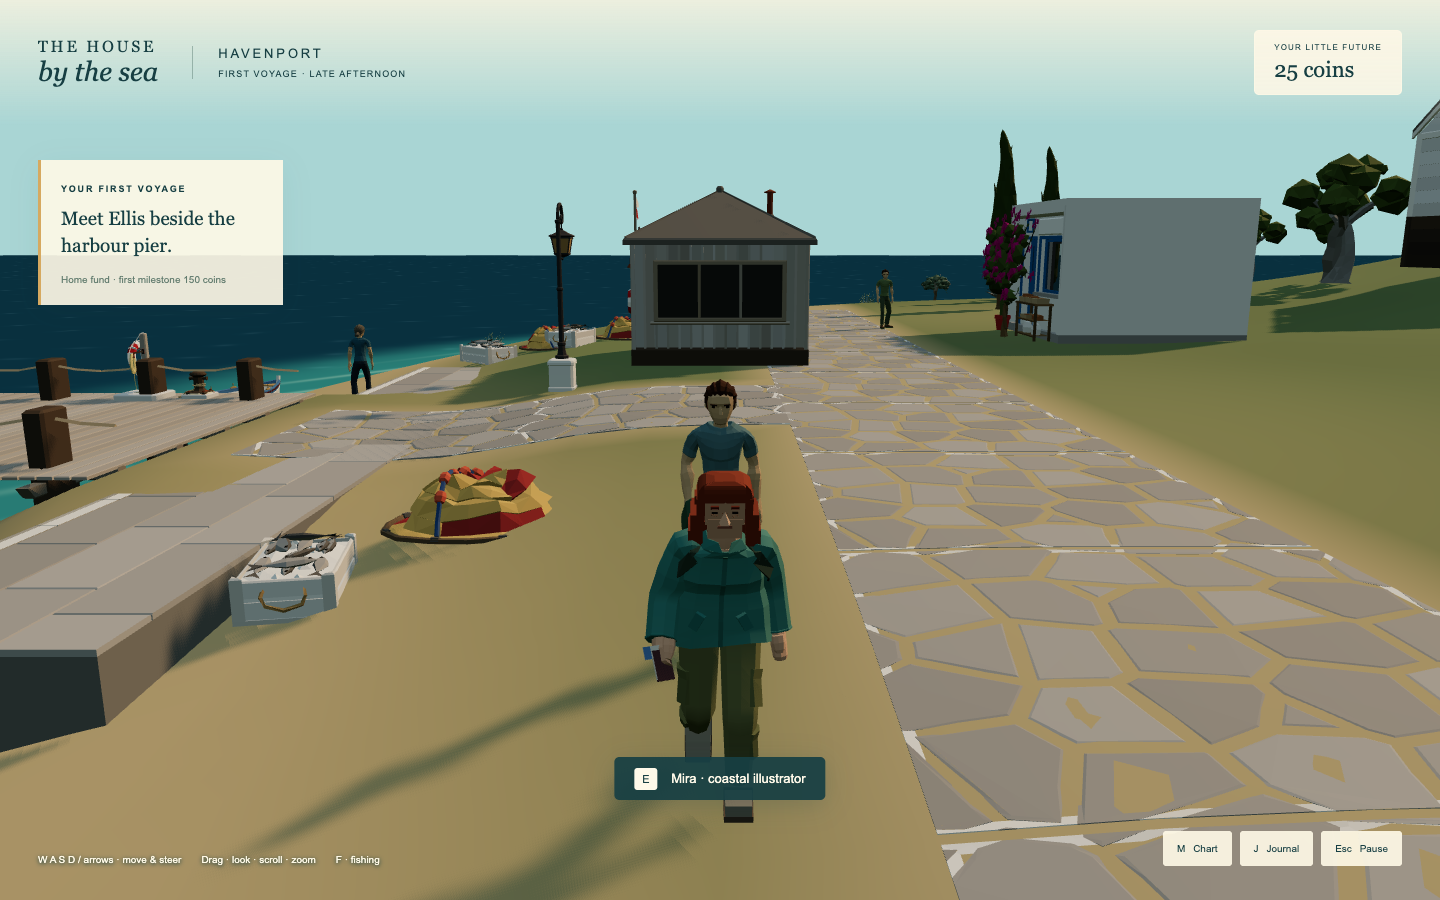 THE HOUSE
by the sea
HAVENPORT
FIRST VOYAGE · LATE AFTERNOON
YOUR LITTLE FUTURE
25 coins
YOUR FIRST VOYAGE
Meet Ellis beside the
harbour pier.
Home fund · first milestone 150 coins
E Mira · coastal illustrator
W A S D / arrows · move & steer Drag · look · scroll · zoom F · fishing
M Chart J Journal Esc Pause